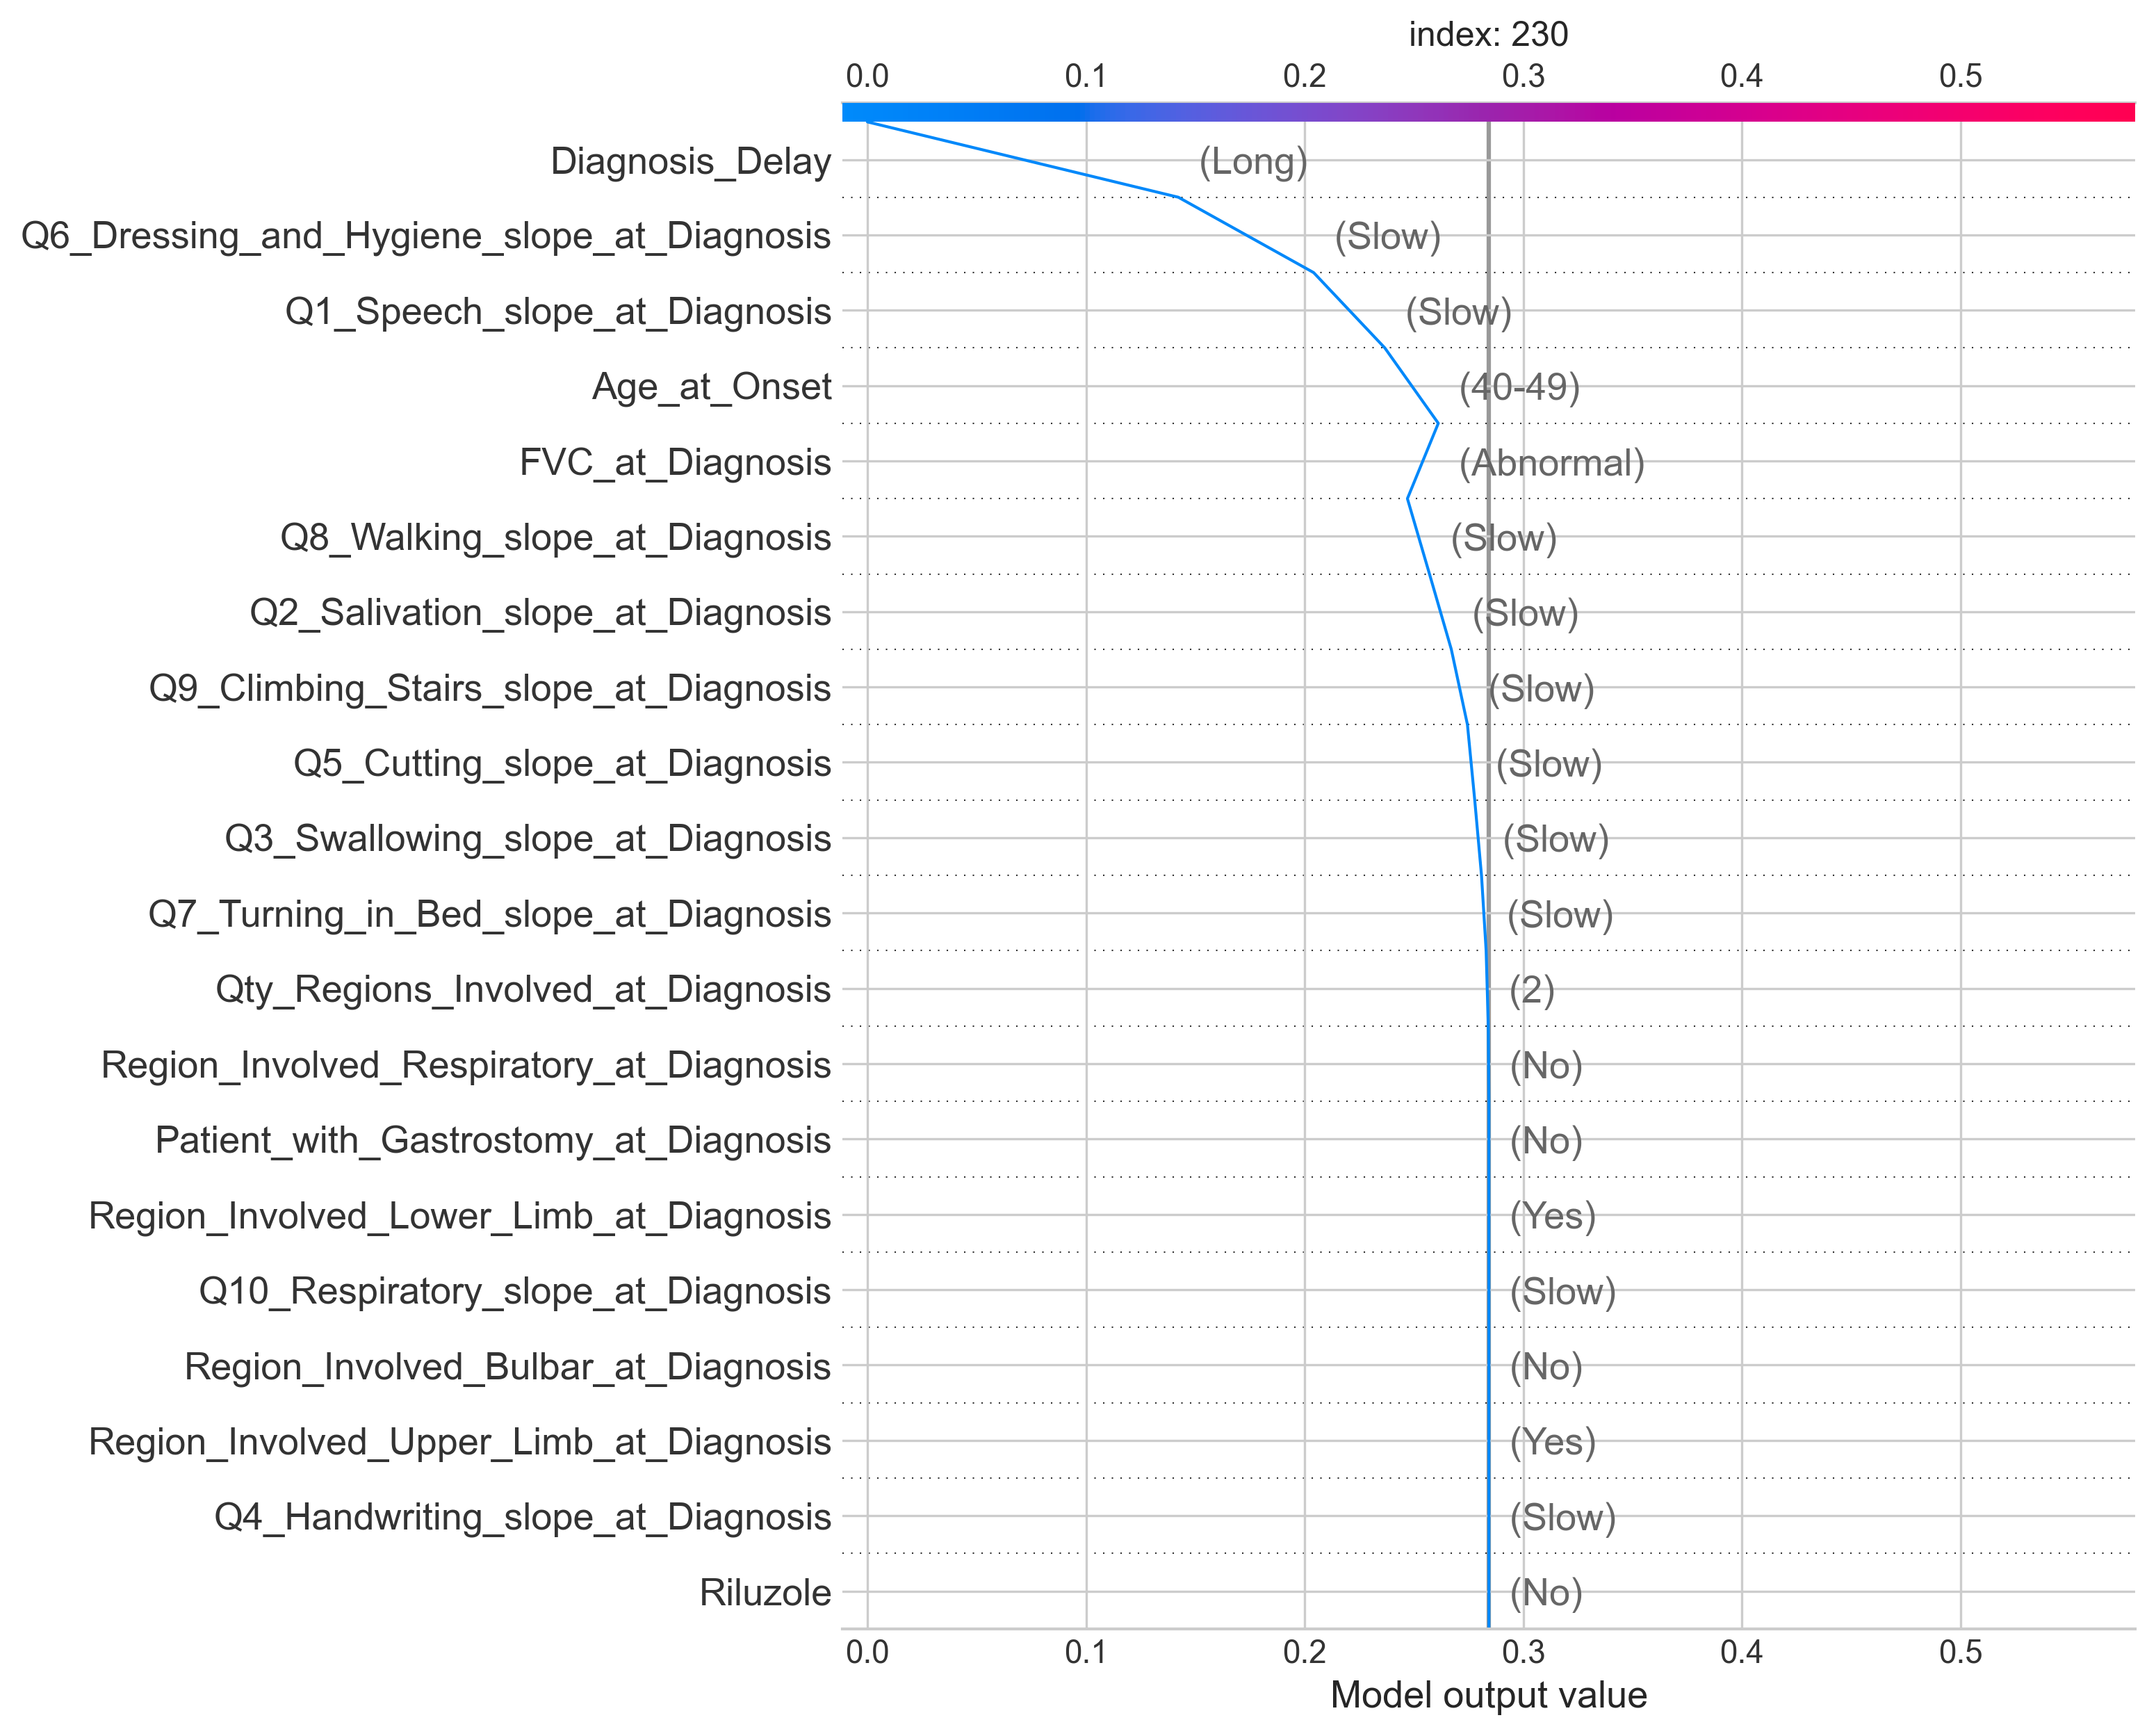 index: 230
0.0 0.1 0.2 0.3 0.4 0.5
Diagnosis_Delay (Long)
Q6_Dressing_and_Hygiene_slope_at_Diagnosis (Slow)
Q1_Speech_slope_at_Diagnosis (Slow)
Age_at_Onset (40-49)
FVC_at_Diagnosis (Abnormal)
Q8_Walking_slope_at_Diagnosis (Slow)
Q2_Salivation_slope_at_Diagnosis (Slow)
Q9_Climbing_Stairs_slope_at_Diagnosis (Slow)
Q5_Cutting_slope_at_Diagnosis (Slow)
Q3_Swallowing_slope_at_Diagnosis (Slow)
Q7_Turning_in_Bed_slope_at_Diagnosis (Slow)
Qty_Regions_Involved_at_Diagnosis (2)
Region_Involved_Respiratory_at_Diagnosis (No)
Patient_with_Gastrostomy_at_Diagnosis (No)
Region_Involved_Lower_Limb_at_Diagnosis (Yes)
Q10_Respiratory_slope_at_Diagnosis (Slow)
Region_Involved_Bulbar_at_Diagnosis (No)
Region_Involved_Upper_Limb_at_Diagnosis (Yes)
Q4_Handwriting_slope_at_Diagnosis (Slow)
Riluzole (No)
0.0 0.1 0.2 0.3 0.4 0.5
Model output value